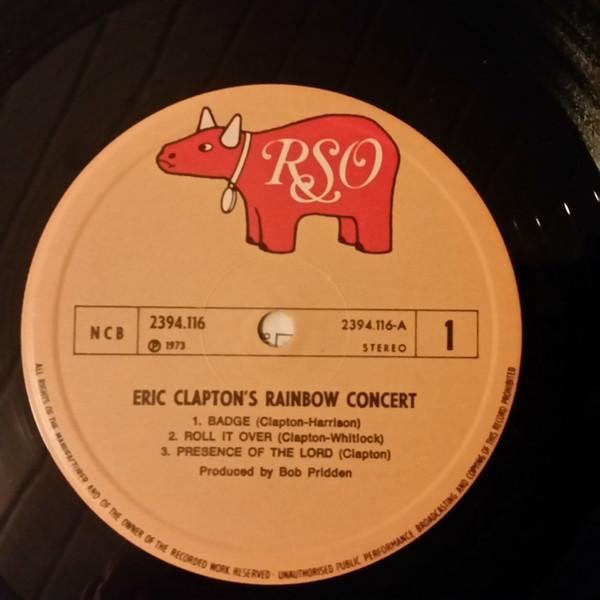 RSO
NCB
2394.116
℗ 1973
2394.116-A
STEREO
1
ERIC CLAPTON'S RAINBOW CONCERT
1. BADGE (Clapton-Harrison)
2. ROLL IT OVER (Clapton-Whitlock)
3. PRESENCE OF THE LORD (Clapton)
Produced by Bob Pridden
ALL RIGHTS OF THE MANUFACTURER AND OF THE OWNER OF THE RECORDED WORK RESERVED · UNAUTHORISED PUBLIC PERFORMANCE BROADCASTING AND COPYING OF THIS RECORD PROHIBITED